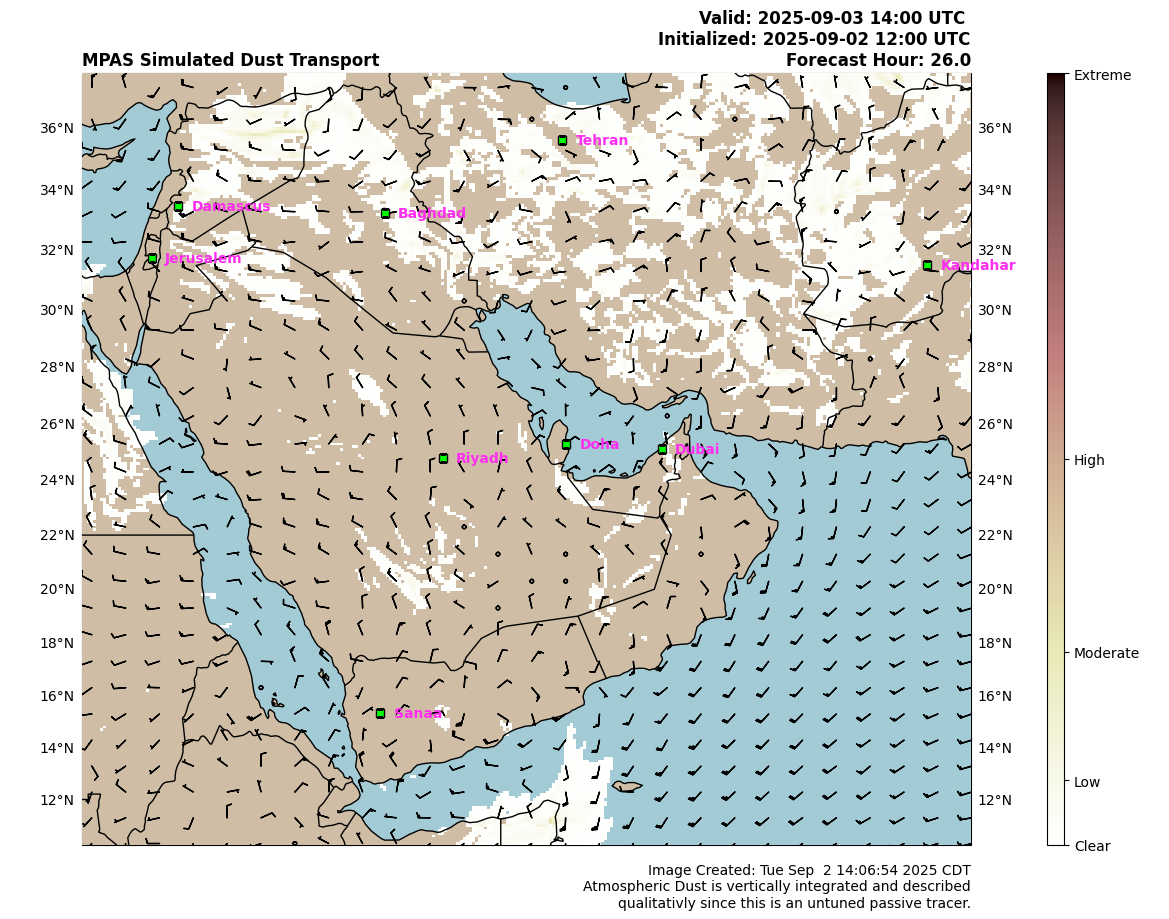 Valid: 2025-09-03 14:00 UTC
Initialized: 2025-09-02 12:00 UTC
MPAS Simulated Dust Transport
Forecast Hour: 26.0
Extreme
36°N
Tehran
36°N
34°N
34°N
Damascus
Baghdad
32°N
32°N
Jerusalem
Kandahar
30°N
30°N
28°N
28°N
26°N
26°N
Doha
Dubai
Riyadh
High
24°N
24°N
22°N
22°N
20°N
20°N
18°N
18°N
Moderate
16°N
16°N
Sanaa
14°N
14°N
Low
12°N
12°N
Clear
Image Created: Tue Sep  2 14:06:54 2025 CDT
Atmospheric Dust is vertically integrated and described
qualitativly since this is an untuned passive tracer.